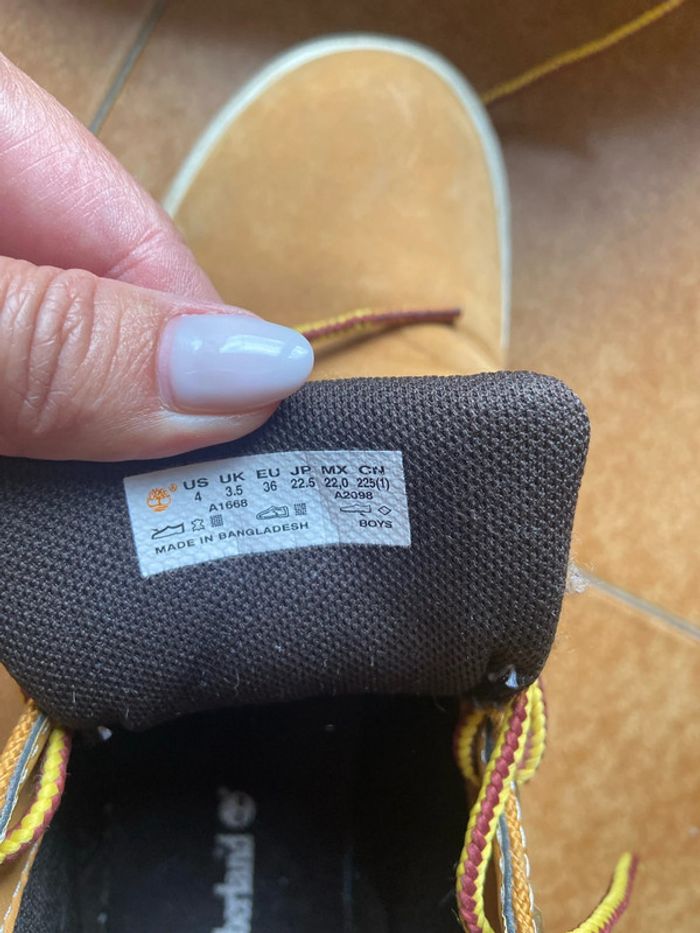 ® US UK EU JP MX CN
4 3.5 36 22.5 22,0 225(1)
A1668 A2098
BOYS
MADE IN BANGLADESH